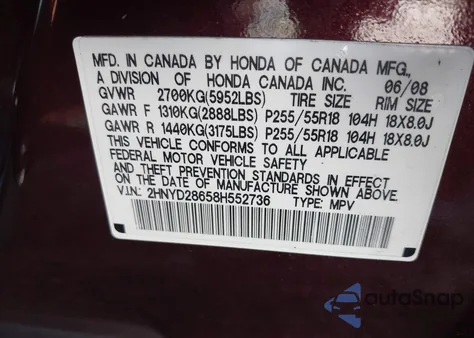 MFD. IN CANADA BY HONDA OF CANADA MFG.,
A DIVISION OF HONDA CANADA INC. 06/08
GVWR 2700KG(5952LBS) TIRE SIZE RIM SIZE
GAWR F 1310KG(2888LBS) P255/55R18 104H 18X8.0J
GAWR R 1440KG(3175LBS) P255/55R18 104H 18X8.0J
THIS VEHICLE CONFORMS TO ALL APPLICABLE
FEDERAL MOTOR VEHICLE SAFETY
AND THEFT PREVENTION STANDARDS IN EFFECT
ON THE DATE OF MANUFACTURE SHOWN ABOVE.
V.I.N.: 2HNYD28658H552736 TYPE: MPV
autoSnap